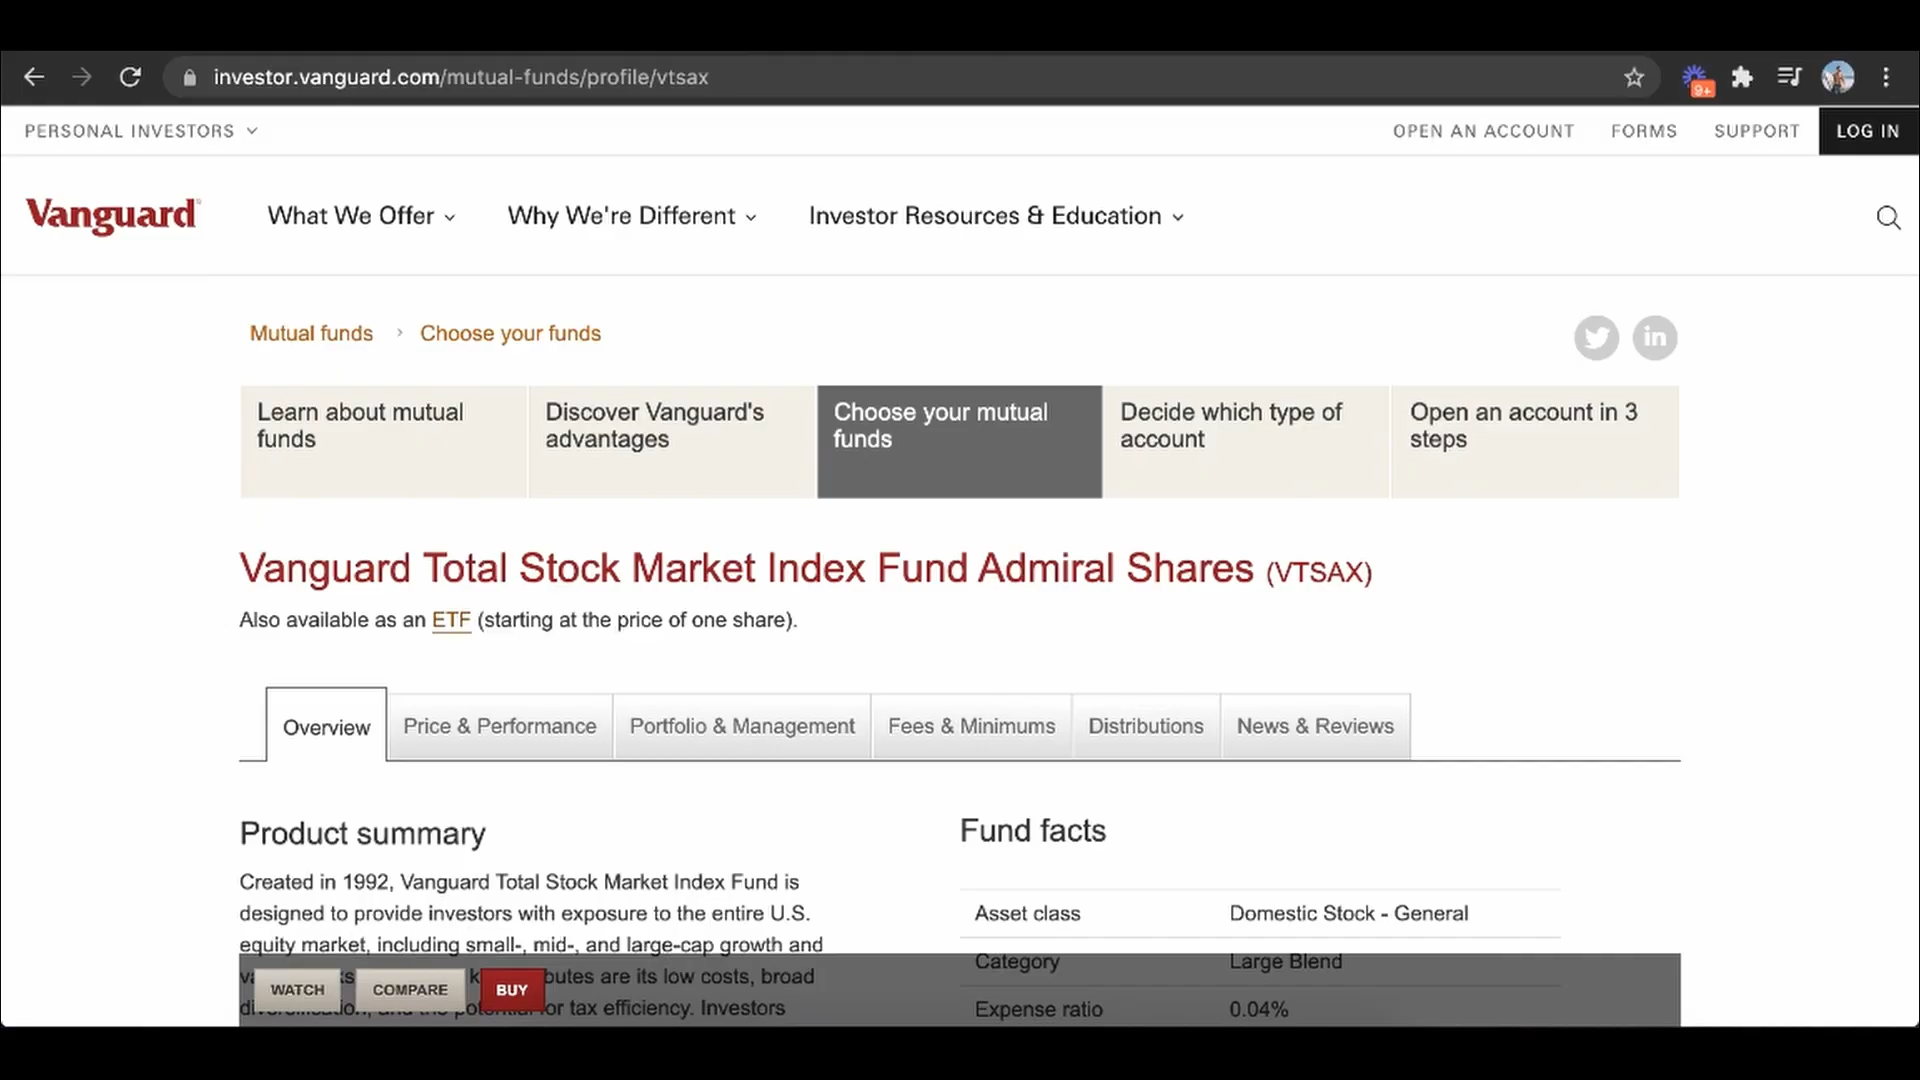 investor.vanguard.com/mutual-funds/profile/vtsax
9+
PERSONAL INVESTORS
OPEN AN ACCOUNT
FORMS
SUPPORT
LOG IN
Vanguard
What We Offer
Why We're Different
Investor Resources & Education
Mutual funds
Choose your funds
in
Learn about mutual
funds
Discover Vanguard's
advantages
Choose your mutual
funds
Decide which type of
account
Open an account in 3
steps
Vanguard Total Stock Market Index Fund Admiral Shares (VTSAX)
Also available as an ETF (starting at the price of one share).
Overview
Price & Performance
Portfolio & Management
Fees & Minimums
Distributions
News & Reviews
Product summary
Created in 1992, Vanguard Total Stock Market Index Fund is
designed to provide investors with exposure to the entire U.S.
equity market, including small-, mid-, and large-cap growth and
are its low costs, broad
for tax efficiency. Investors
WATCH
COMPARE
BUY
Fund facts
Asset class
Domestic Stock - General
Category
Large Blend
Expense ratio
0.04%